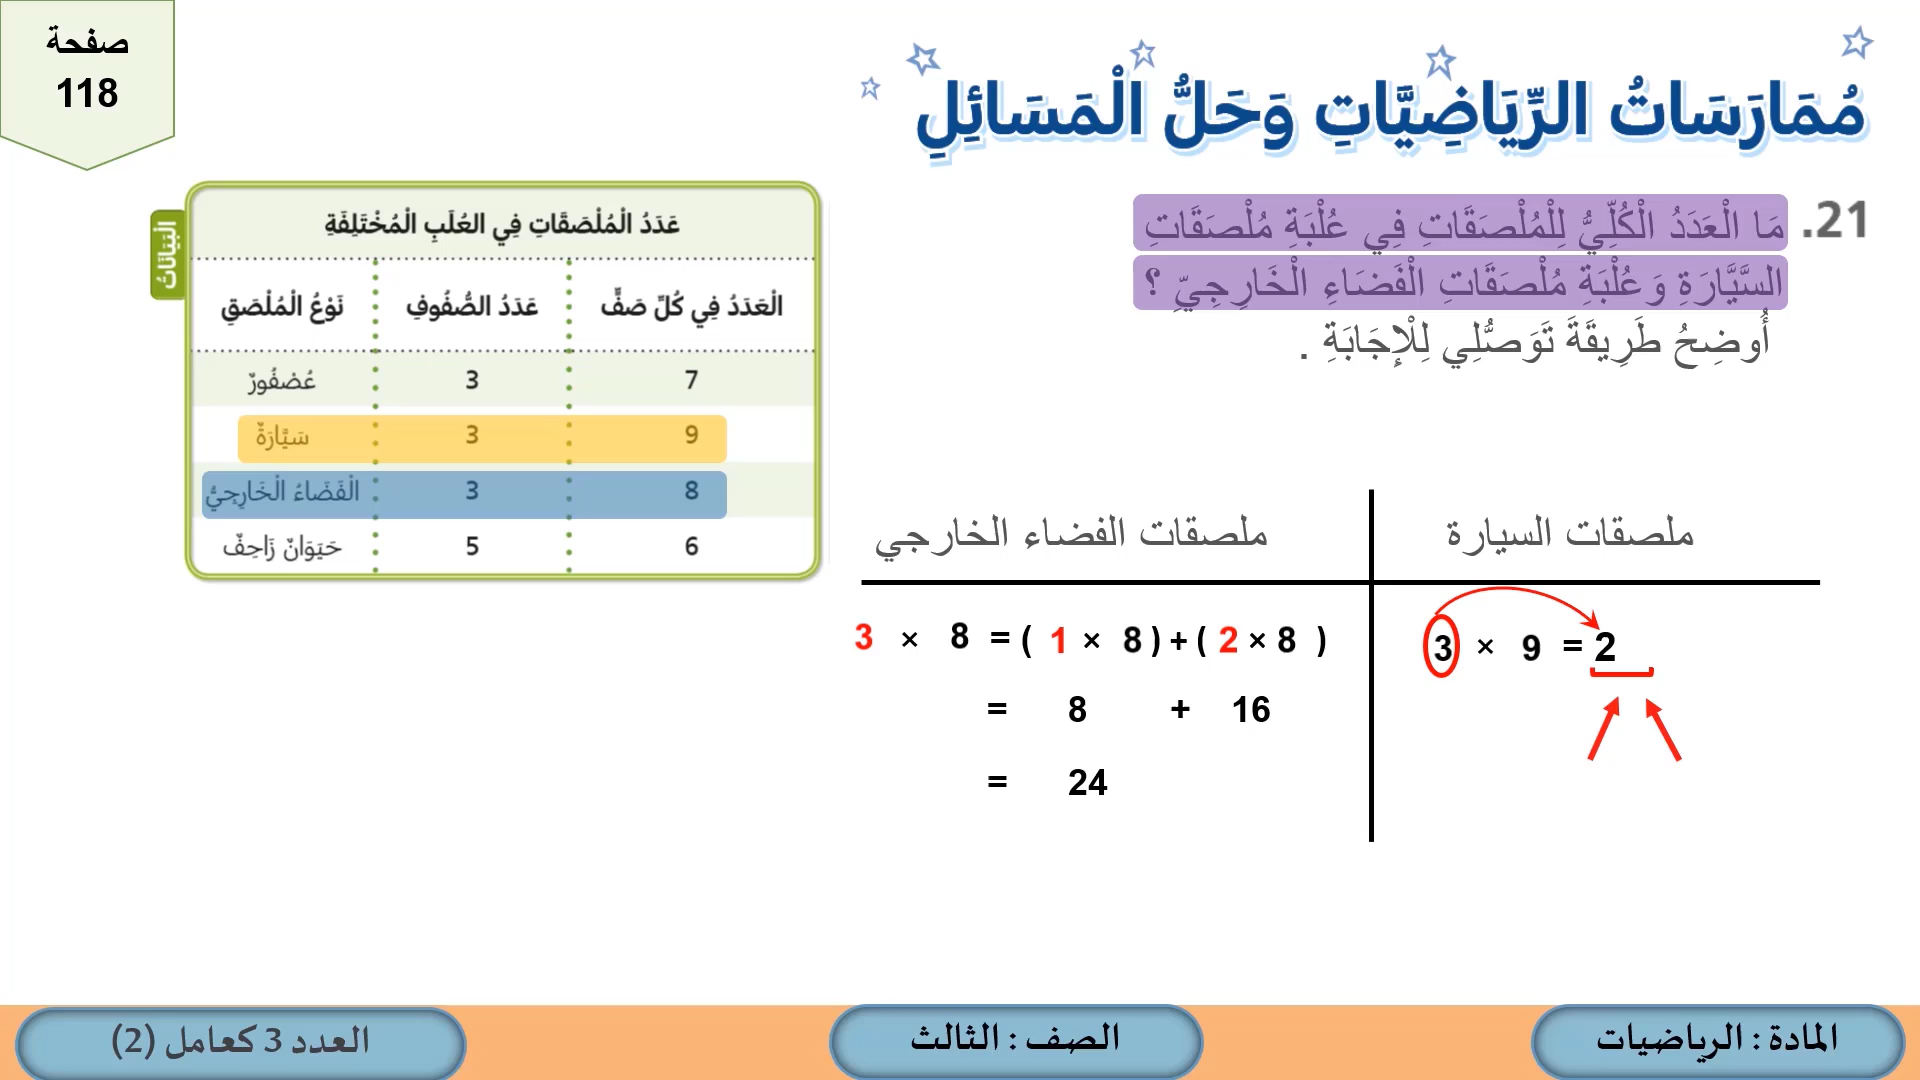 صفحة
118
مُمَارَسَاتُ الرِّيَاضِيَّاتِ وَحَلُّ الْمَسَائِلِ
21. مَا الْعَدَدُ الْكُلِّيُّ لِلْمُلْصَقَاتِ فِي عُلْبَةِ مُلْصَقَاتِ
السَّيَّارَةِ وَعُلْبَةِ مُلْصَقَاتِ الْفَضَاءِ الْخَارِجِيِّ ؟
أُوضِحُ طَرِيقَةَ تَوَصُّلِي لِلْإجَابَةِ .
الْبَيَانَاتُ
عَدَدُ الْمُلْصَقَاتِ فِي العُلَبِ الْمُخْتَلِفَةِ
الْعَدَدُ فِي كُلِّ صَفٍّ عَدَدُ الصُّفُوفِ نَوْعُ الْمُلْصَقِ
7 3 عُصْفُورٌ
9 3 سَيَّارَةٌ
8 3 الْفَضَاءُ الْخَارِجِيُّ
6 5 حَيَوَانٌ زَاحِفٌ
ملصقات السيارة
3 × 9 = 2
ملصقات الفضاء الخارجي
3 × 8 = ( 1 × 8 ) + ( 2 × 8 )
= 8 + 16
= 24
المادة : الرياضيات
الصف : الثالث
العدد 3 كعامل (2)